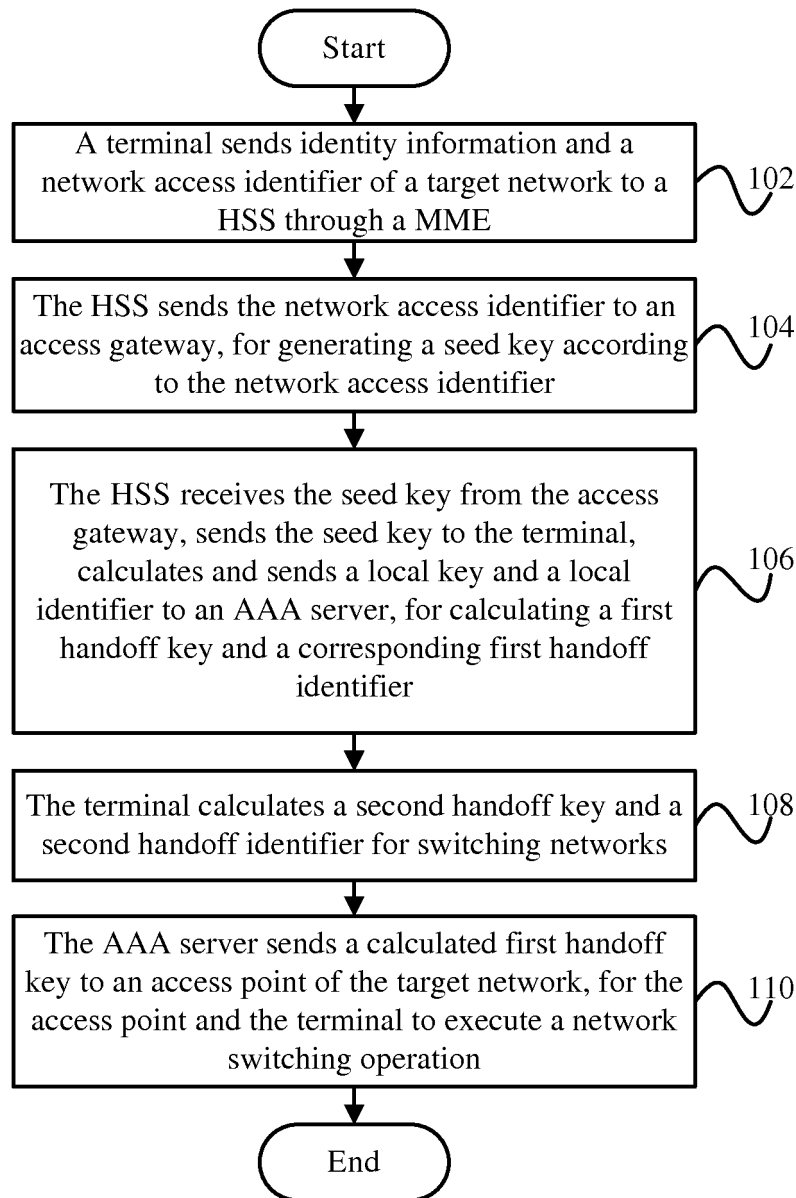 Start
A terminal sends identity information and a
network access identifier of a target network to a
HSS through a MME
102
The HSS sends the network access identifier to an
access gateway, for generating a seed key according
to the network access identifier
104
The HSS receives the seed key from the access
gateway, sends the seed key to the terminal,
calculates and sends a local key and a local
identifier to an AAA server, for calculating a first
handoff key and a corresponding first handoff
identifier
106
The terminal calculates a second handoff key and a
second handoff identifier for switching networks
108
The AAA server sends a calculated first handoff
key to an access point of the target network, for the
access point and the terminal to execute a network
switching operation
110
End